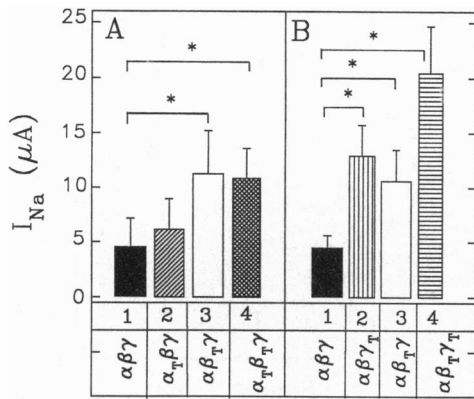 A
B
I_Na (μA)
25
20
15
10
5
0
*
*
*
*
*
1 2 3 4
1 2 3 4
αβγ
α_Tβγ
αβ_Tγ
α_Tβ_Tγ
αβγ
αβγ_T
αβ_Tγ
αβ_Tγ_T